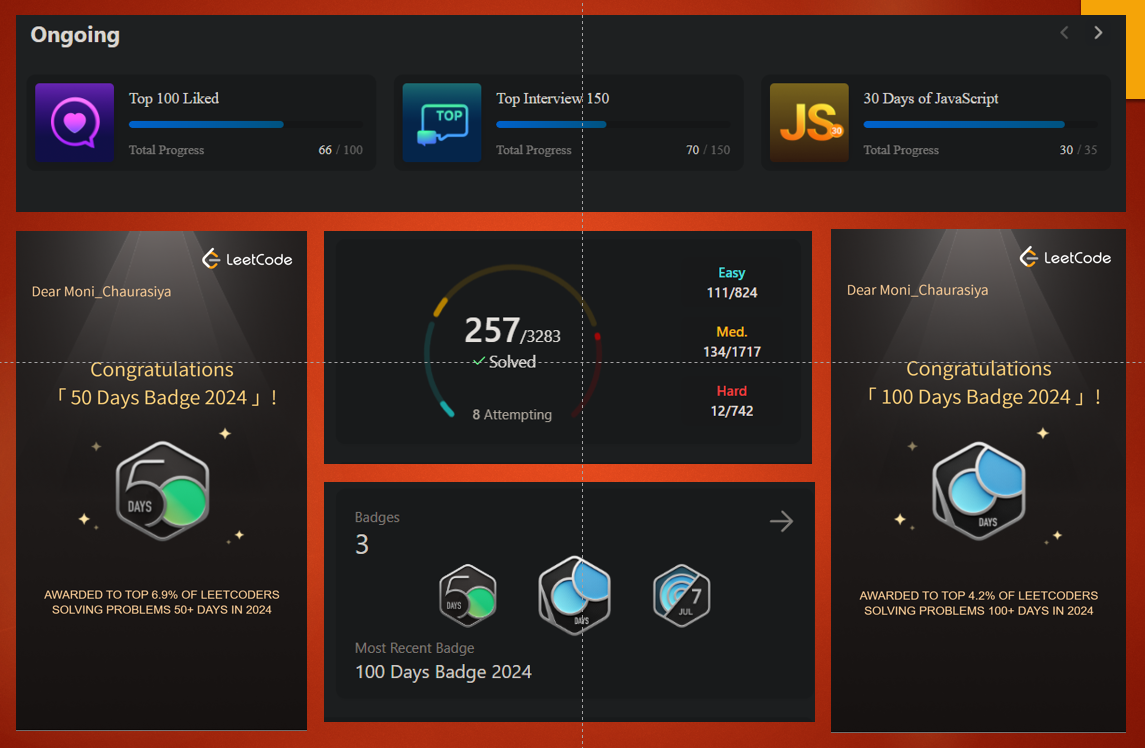 Ongoing
Top 100 Liked
Total Progress 66 / 100
TOP
Top Interview 150
Total Progress 70 / 150
JS 30
30 Days of JavaScript
Total Progress 30 / 35
LeetCode
Dear Moni_Chaurasiya
Congratulations
「 50 Days Badge 2024 」!
50
DAYS
AWARDED TO TOP 6.9% OF LEETCODERS
SOLVING PROBLEMS 50+ DAYS IN 2024
257/3283
Solved
8 Attempting
Easy
111/824
Med.
134/1717
Hard
12/742
Badges
3
50
DAYS
DAYS
7
JUL
Most Recent Badge
100 Days Badge 2024
LeetCode
Dear Moni_Chaurasiya
Congratulations
「 100 Days Badge 2024 」!
DAYS
AWARDED TO TOP 4.2% OF LEETCODERS
SOLVING PROBLEMS 100+ DAYS IN 2024